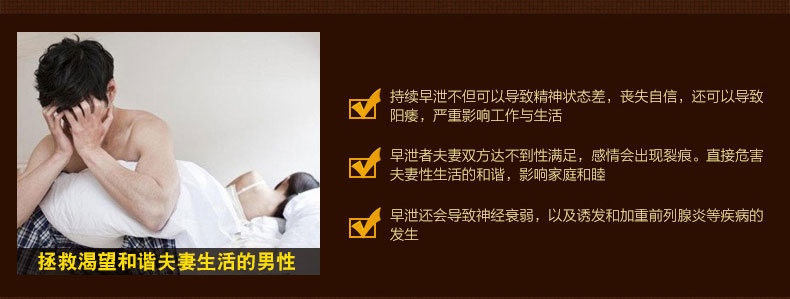 持续早泄不但可以导致精神状态差，丧失自信，还可以导致
阳痿，严重影响工作与生活
早泄者夫妻双方达不到性满足，感情会出现裂痕。直接危害
夫妻性生活的和谐，影响家庭和睦
早泄还会导致神经衰弱，以及诱发和加重前列腺炎等疾病的
发生
拯救渴望和谐夫妻生活的男性